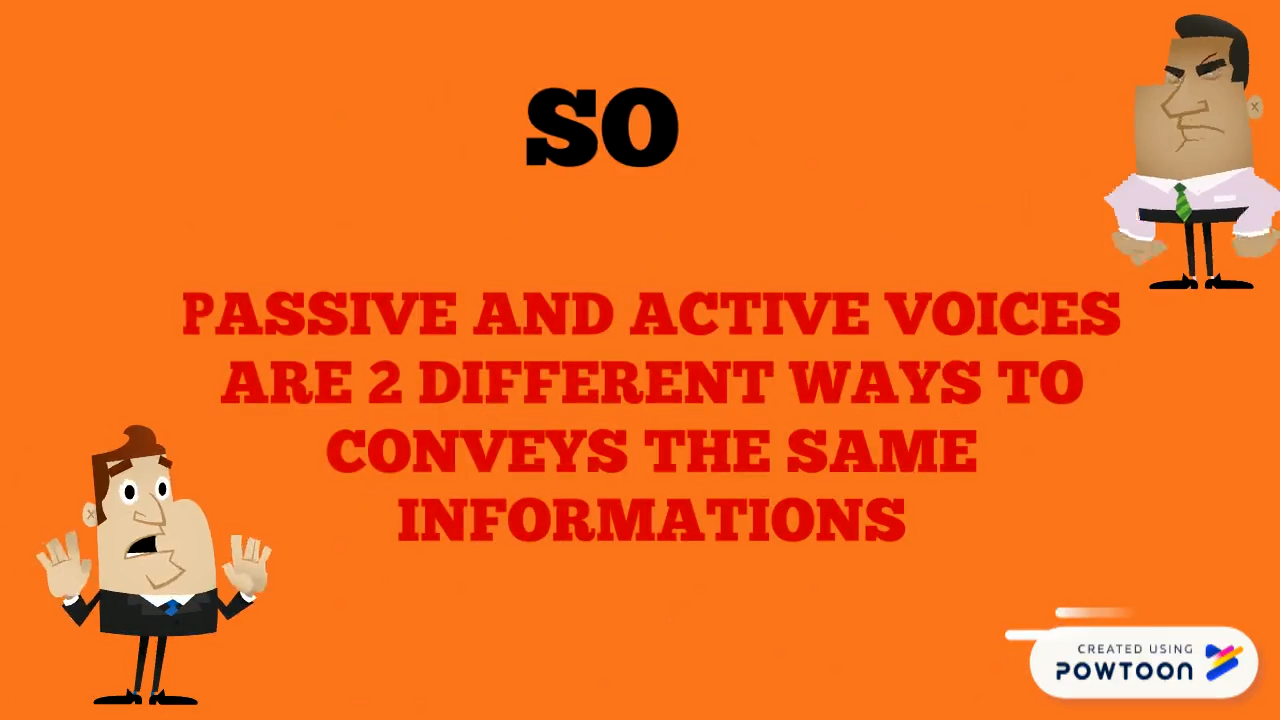 SO
PASSIVE AND ACTIVE VOICES
ARE 2 DIFFERENT WAYS TO
CONVEYS THE SAME
INFORMATIONS
CREATED USING
POWTOON